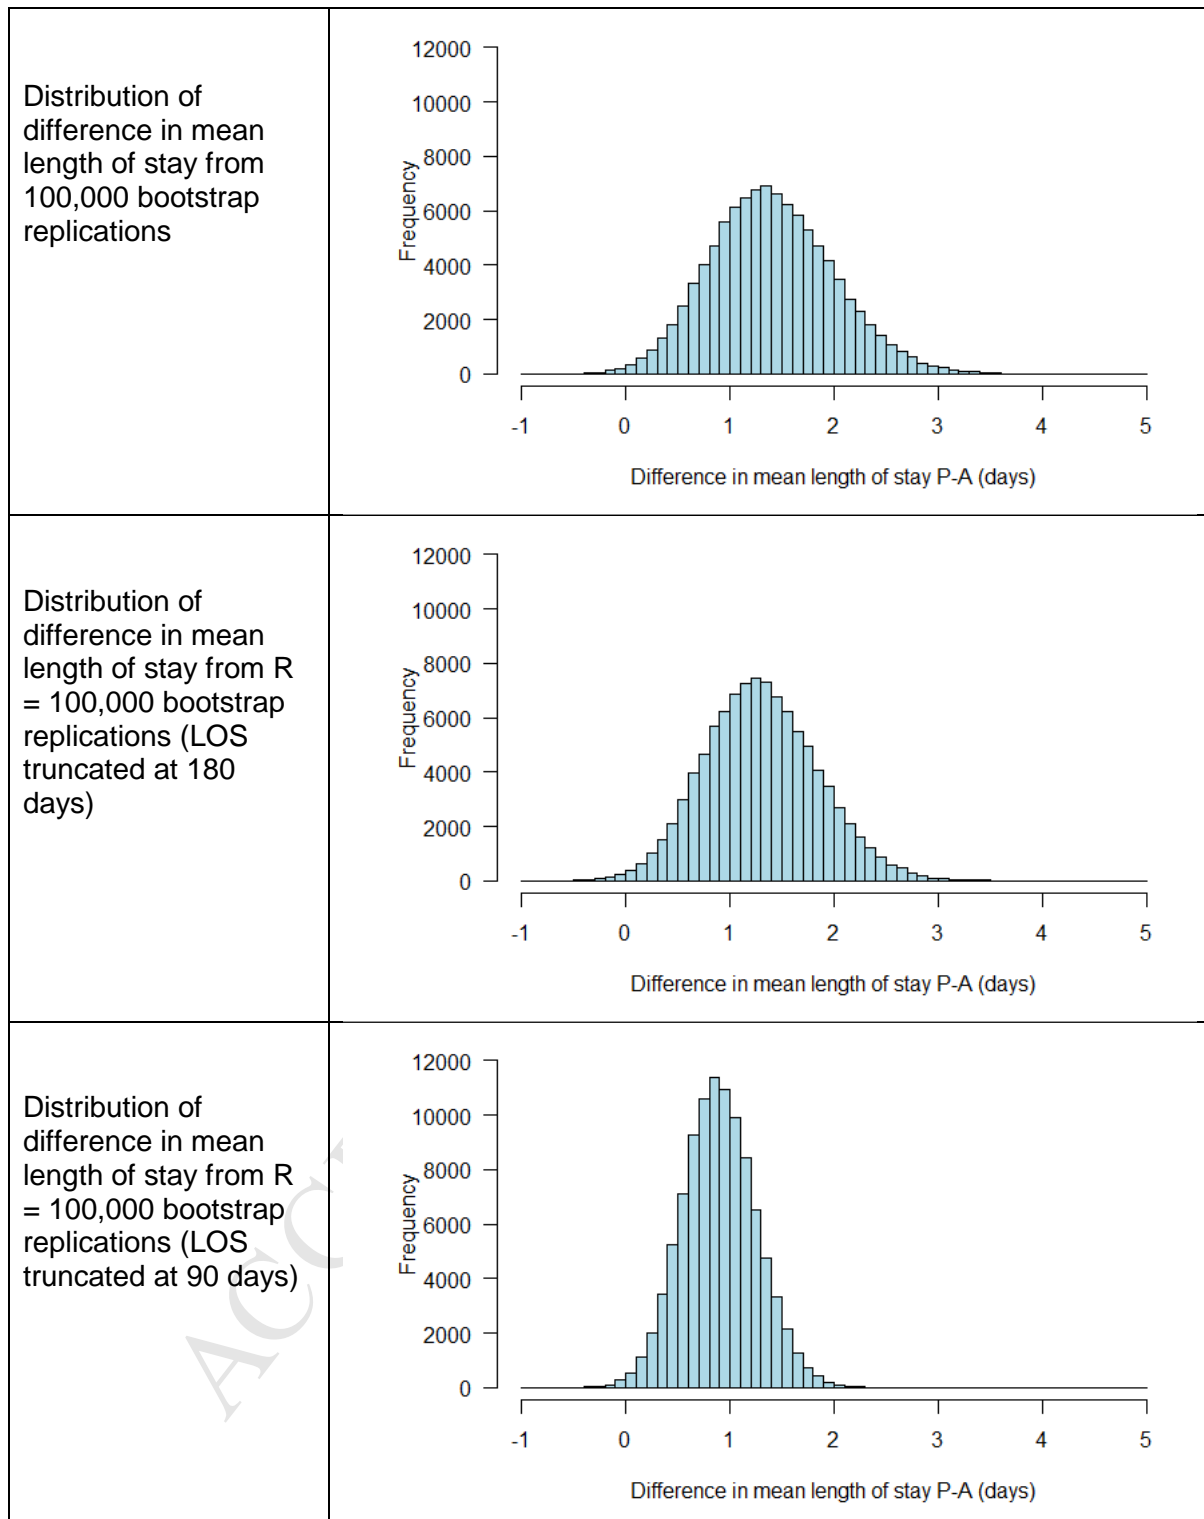 Distribution of
difference in mean
length of stay from
100,000 bootstrap
replications
12000
10000
8000
6000
4000
2000
0
Frequency
-1 0 1 2 3 4 5
Difference in mean length of stay P-A (days)
Distribution of
difference in mean
length of stay from R
= 100,000 bootstrap
replications (LOS
truncated at 180
days)
12000
10000
8000
6000
4000
2000
0
Frequency
-1 0 1 2 3 4 5
Difference in mean length of stay P-A (days)
Distribution of
difference in mean
length of stay from R
= 100,000 bootstrap
replications (LOS
truncated at 90 days)
12000
10000
8000
6000
4000
2000
0
Frequency
-1 0 1 2 3 4 5
Difference in mean length of stay P-A (days)
ACC